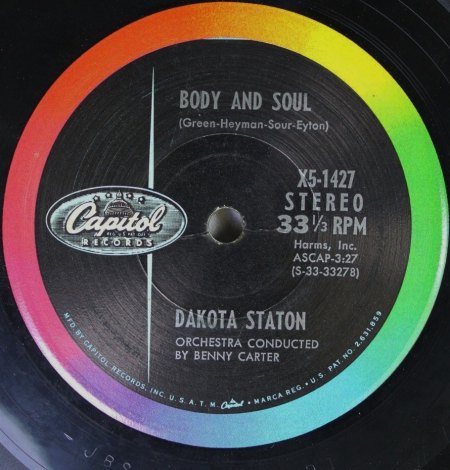 BODY AND SOUL
(Green-Heyman-Sour-Eyton)
X5-1427
STEREO
33 1/3 RPM
Harms, Inc.
ASCAP-3:27
(S-33-33278)
Capitol
RECORDS
DAKOTA STATON
ORCHESTRA CONDUCTED
BY BENNY CARTER
MFD. BY CAPITOL RECORDS, INC. U.S.A. T.M. Capitol MARCA REG. • U.S. PAT. NO. 2,631,859